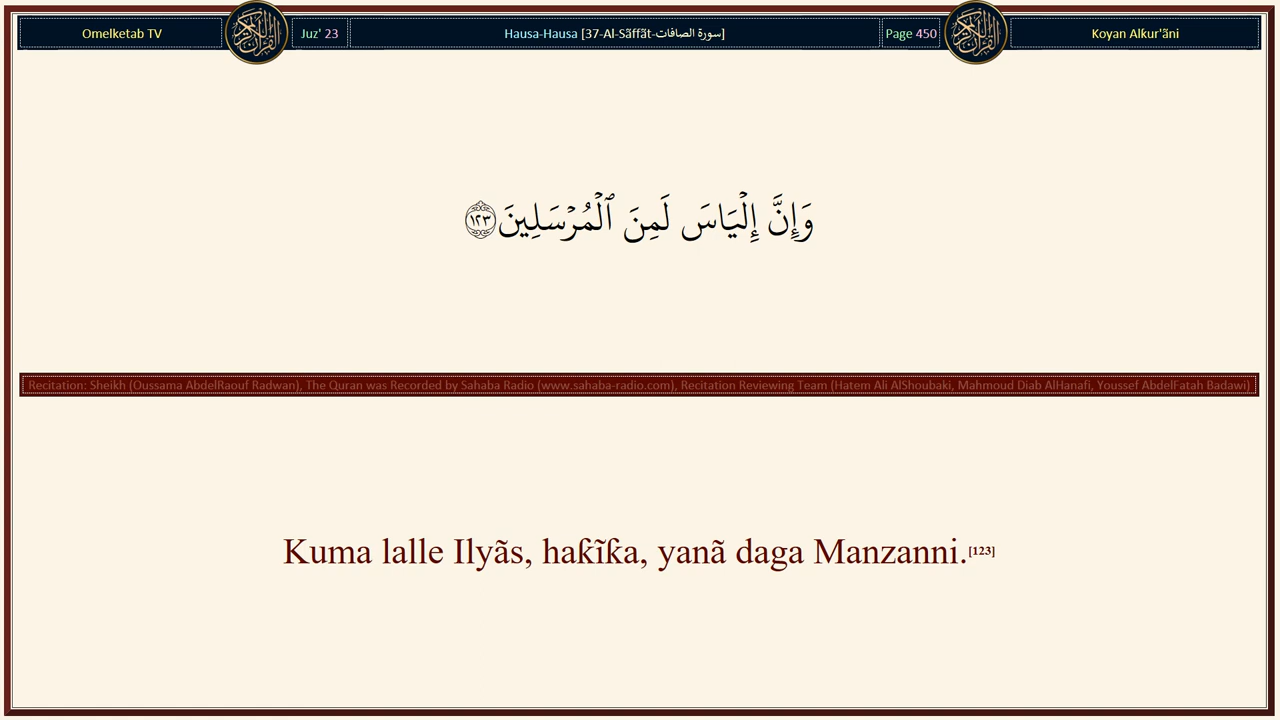 Omelketab TV
Juz' 23
Hausa-Hausa [37-Al-Sãffãt-سورة الصافات]
Page 450
Koyan Alƙur'ãni
وَإِنَّ إِلۡيَاسَ لَمِنَ ٱلۡمُرۡسَلِينَ ١٢٣
Recitation: Sheikh (Oussama AbdelRaouf Radwan), The Quran was Recorded by Sahaba Radio (www.sahaba-radio.com), Recitation Reviewing Team (Hatem Ali AlShoubaki, Mahmoud Diab AlHanafi, Youssef AbdelFatah Badawi)
Kuma lalle Ilyãs, haƙĩƙa, yanã daga Manzanni.[123]